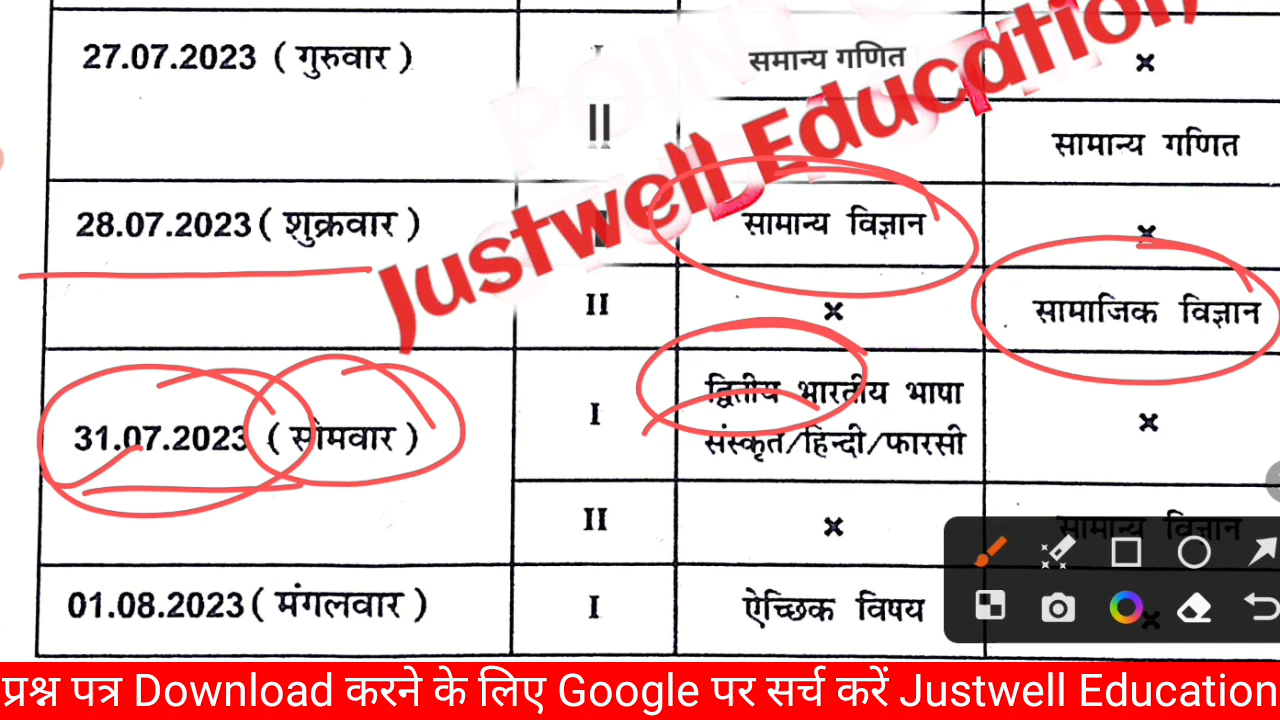 27.07.2023 ( गुरुवार ) I समान्य गणित ×
II सामान्य गणित
28.07.2023 ( शुक्रवार ) सामान्य विज्ञान ×
II × सामाजिक विज्ञान
31.07.2023 ( सोमवार ) I द्वितीय भारतीय भाषा ×
संस्कृत/हिन्दी/फारसी
II × सामान्य विज्ञान
01.08.2023 ( मंगलवार ) I ऐच्छिक विषय ×
Justwell Education,
प्रश्न पत्र Download करने के लिए Google पर सर्च करें Justwell Education